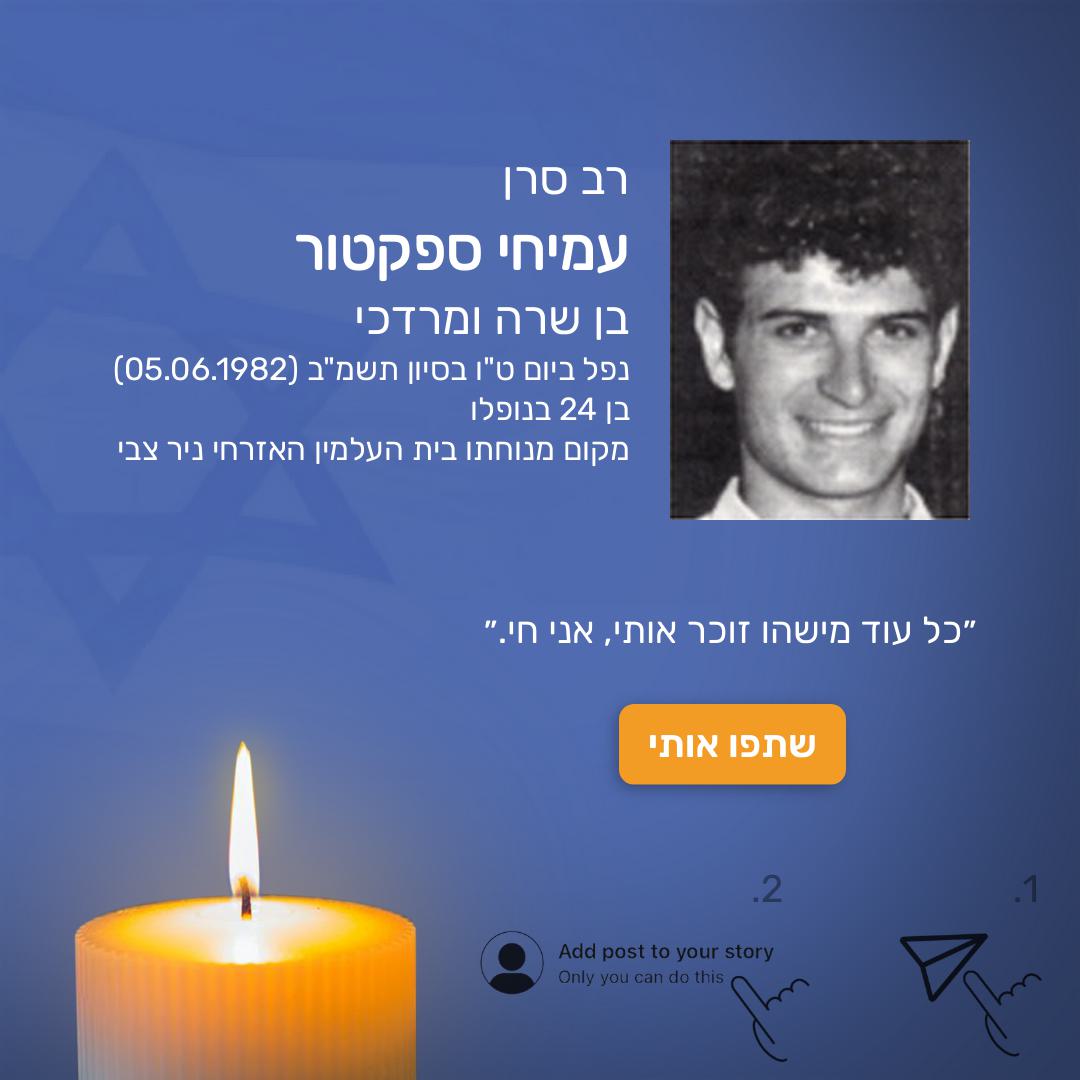 רב סרן
עמיחי ספקטור
בן שרה ומרדכי
נפל ביום ט"ו בסיון תשמ"ב (05.06.1982)
בן 24 בנופלו
מקום מנוחתו בית העלמין האזרחי ניר צבי
״כל עוד מישהו זוכר אותי, אני חי.״
שתפו אותי
1.
2.
Add post to your story
Only you can do this